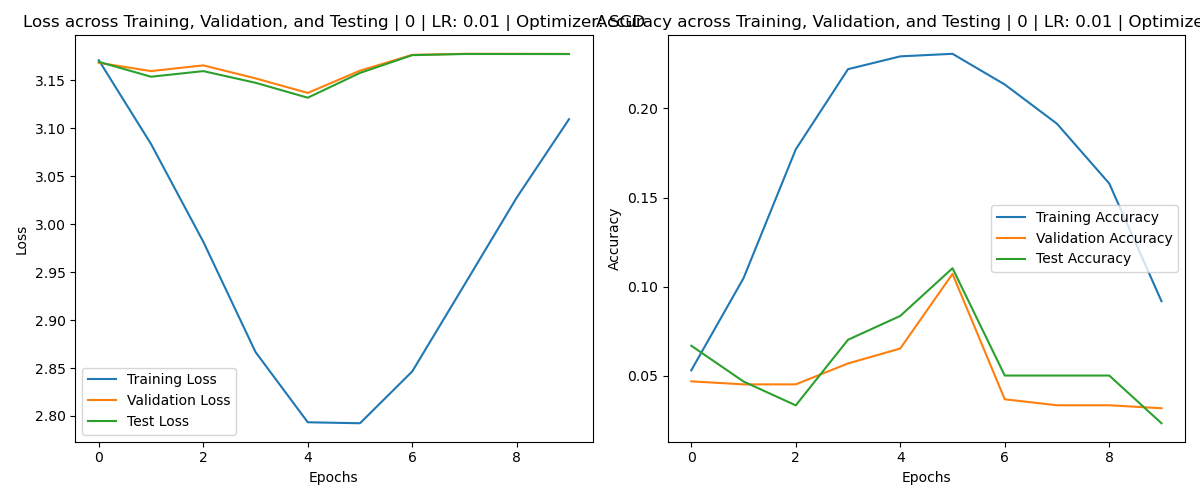 Loss across Training, Validation, and Testing | 0 | LR: 0.01 | Optimizer: SGD
Accuracy across Training, Validation, and Testing | 0 | LR: 0.01 | Optimize
3.15
3.10
3.05
3.00
2.95
2.90
2.85
2.80
Loss
Training Loss
Validation Loss
Test Loss
0 2 4 6 8
Epochs
0.20
0.15
0.10
0.05
Accuracy
Training Accuracy
Validation Accuracy
Test Accuracy
0 2 4 6 8
Epochs